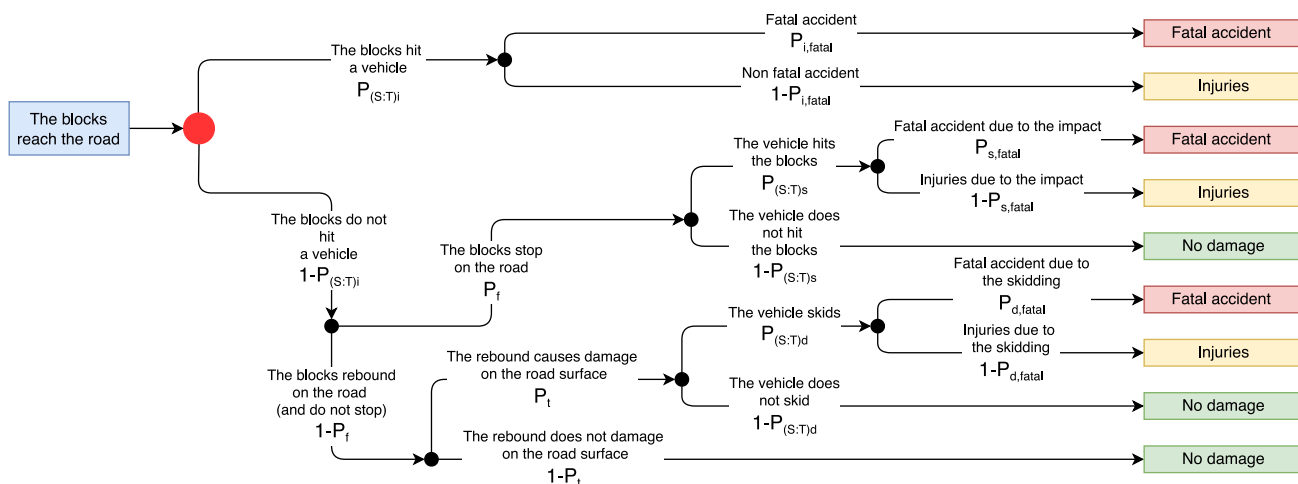 The blocks
reach the road
The blocks hit
a vehicle
P(S:T)i
Fatal accident
Pi,fatal
Fatal accident
Non fatal accident
1-Pi,fatal
Injuries
The blocks do not
hit
a vehicle
1-P(S:T)i
The blocks stop
on the road
Pf
The vehicle hits
the blocks
P(S:T)s
Fatal accident due to the impact
Ps,fatal
Fatal accident
Injuries due to the impact
1-Ps,fatal
Injuries
The vehicle does
not hit
the blocks
1-P(S:T)s
No damage
The blocks rebound
on the road
(and do not stop)
1-Pf
The rebound causes damage
on the road surface
Pt
The vehicle skids
P(S:T)d
Fatal accident due to
the skidding
Pd,fatal
Fatal accident
Injuries due to
the skidding
1-Pd,fatal
Injuries
The vehicle does
not skid
1-P(S:T)d
No damage
The rebound does not damage
on the road surface
1-Pt
No damage